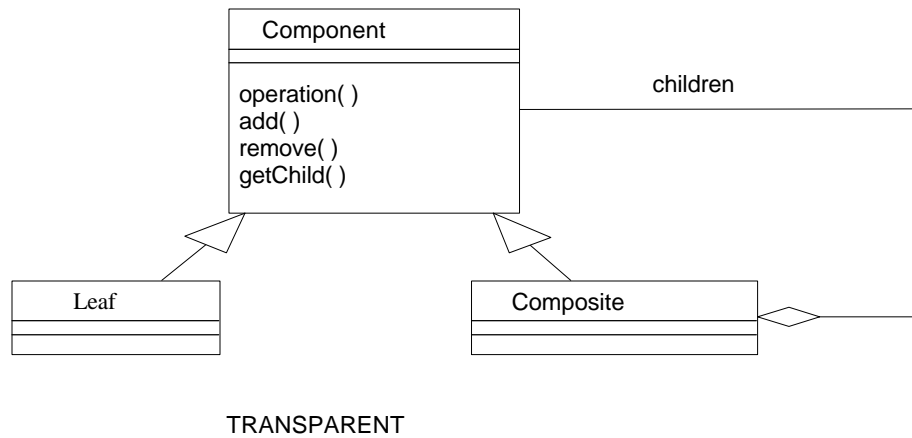 Component
operation( )
add( )
remove( )
getChild( )
children
Leaf
Composite
TRANSPARENT